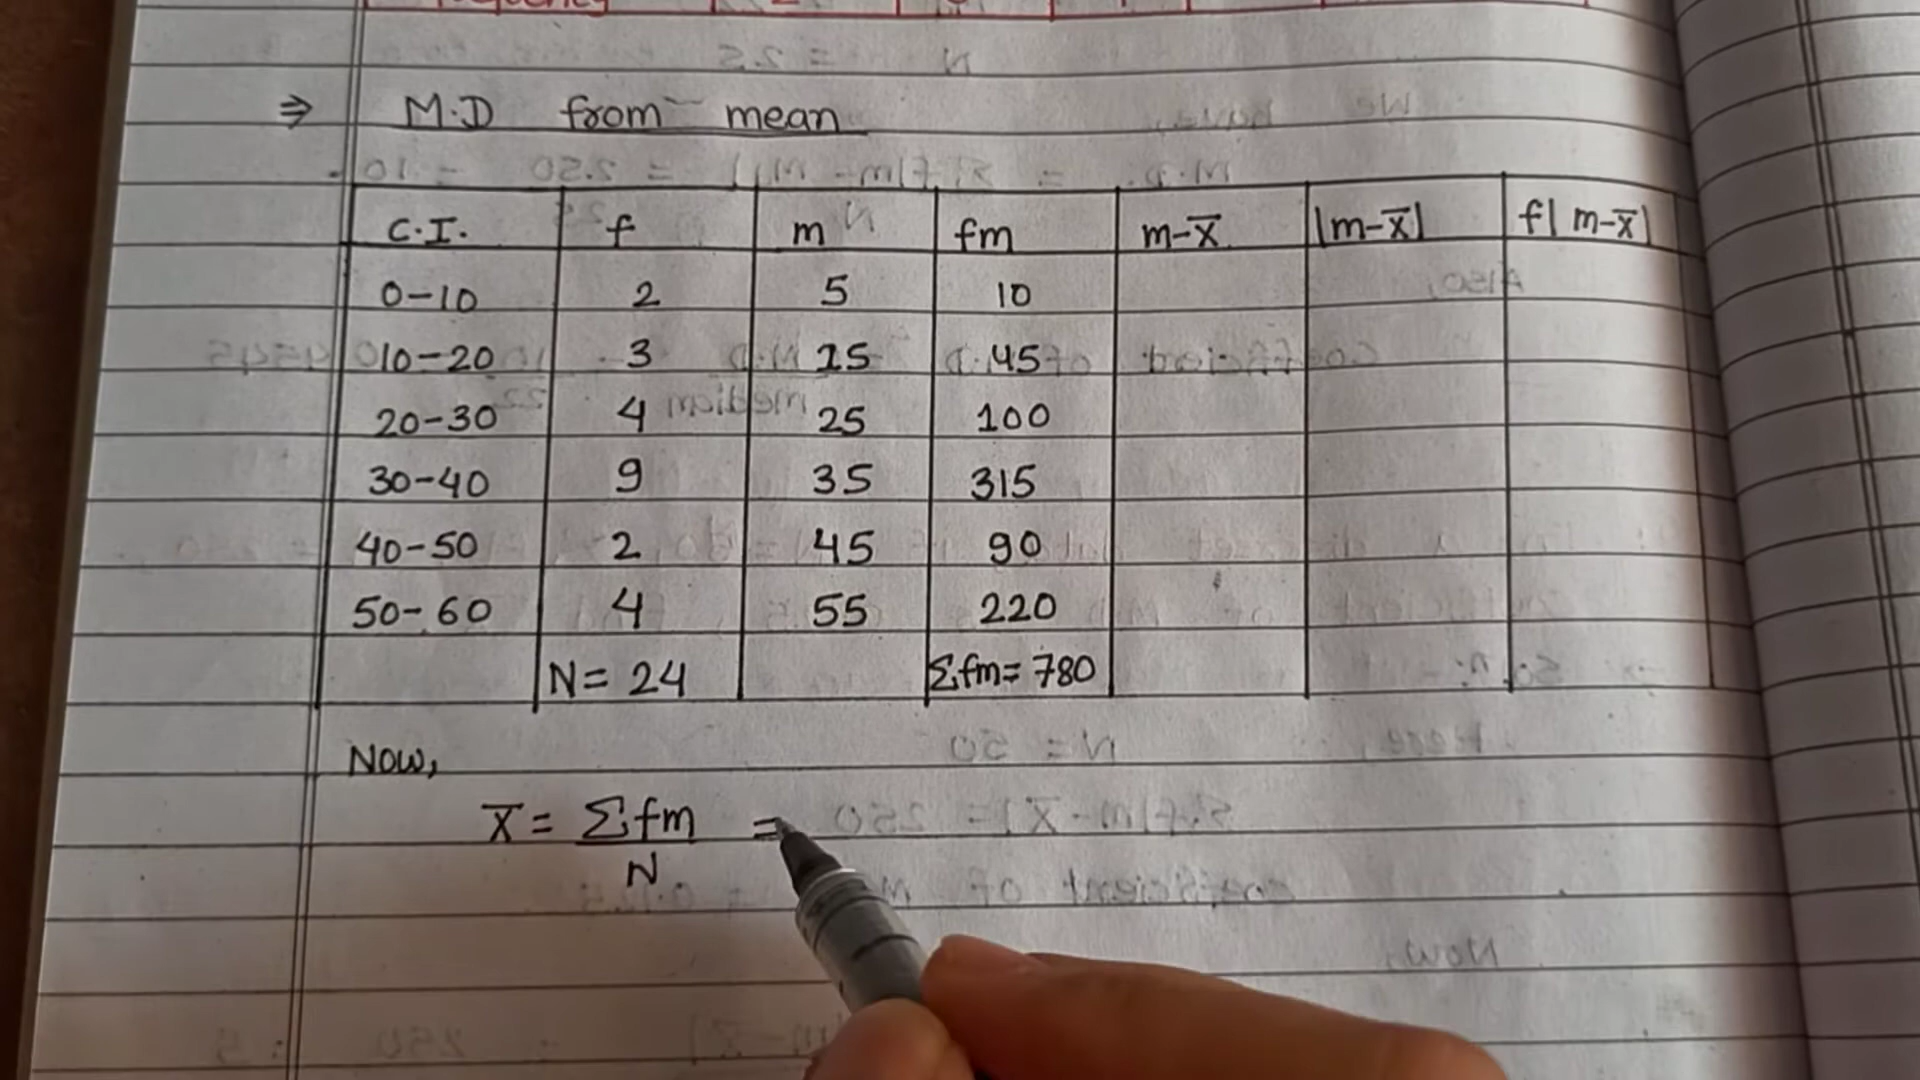 ⇒ M.D from mean
C.I. f m fm m-x̅ |m-x̅| f|m-x̅|
0-10 2 5 10
10-20 3 15 45
20-30 4 25 100
30-40 9 35 315
40-50 2 45 90
50-60 4 55 220
N = 24 Σfm = 780
Now,
x̅ = Σfm =
N